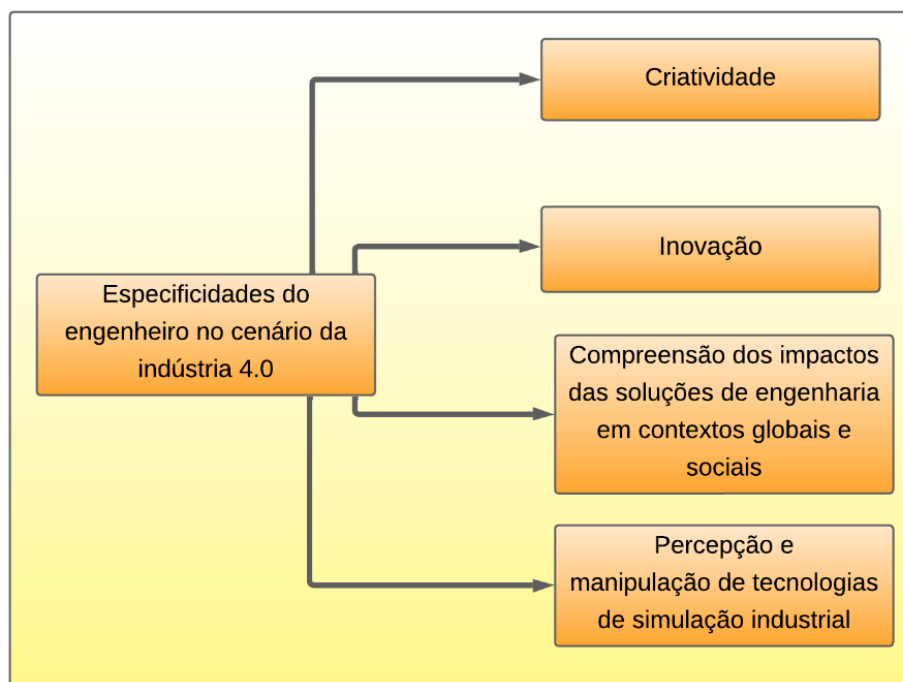 Criatividade
Inovação
Especificidades do
engenheiro no cenário da
indústria 4.0
Compreensão dos impactos
das soluções de engenharia
em contextos globais e
sociais
Percepção e
manipulação de tecnologias
de simulação industrial